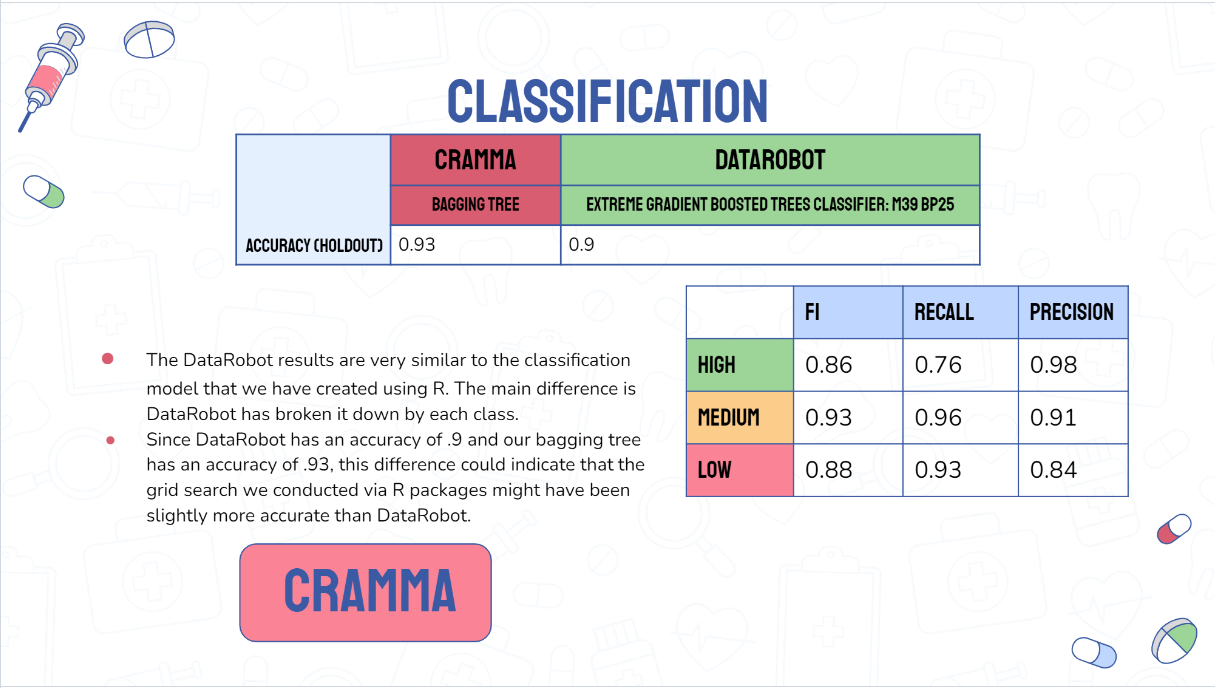 CLASSIFICATION
CRAMMA DATAROBOT
BAGGING TREE EXTREME GRADIENT BOOSTED TREES CLASSIFIER: M39 BP25
ACCURACY (HOLDOUT) 0.93 0.9
F1 RECALL PRECISION
HIGH 0.86 0.76 0.98
MEDIUM 0.93 0.96 0.91
LOW 0.88 0.93 0.84
The DataRobot results are very similar to the classification
model that we have created using R. The main difference is
DataRobot has broken it down by each class.
Since DataRobot has an accuracy of .9 and our bagging tree
has an accuracy of .93, this difference could indicate that the
grid search we conducted via R packages might have been
slightly more accurate than DataRobot.
CRAMMA